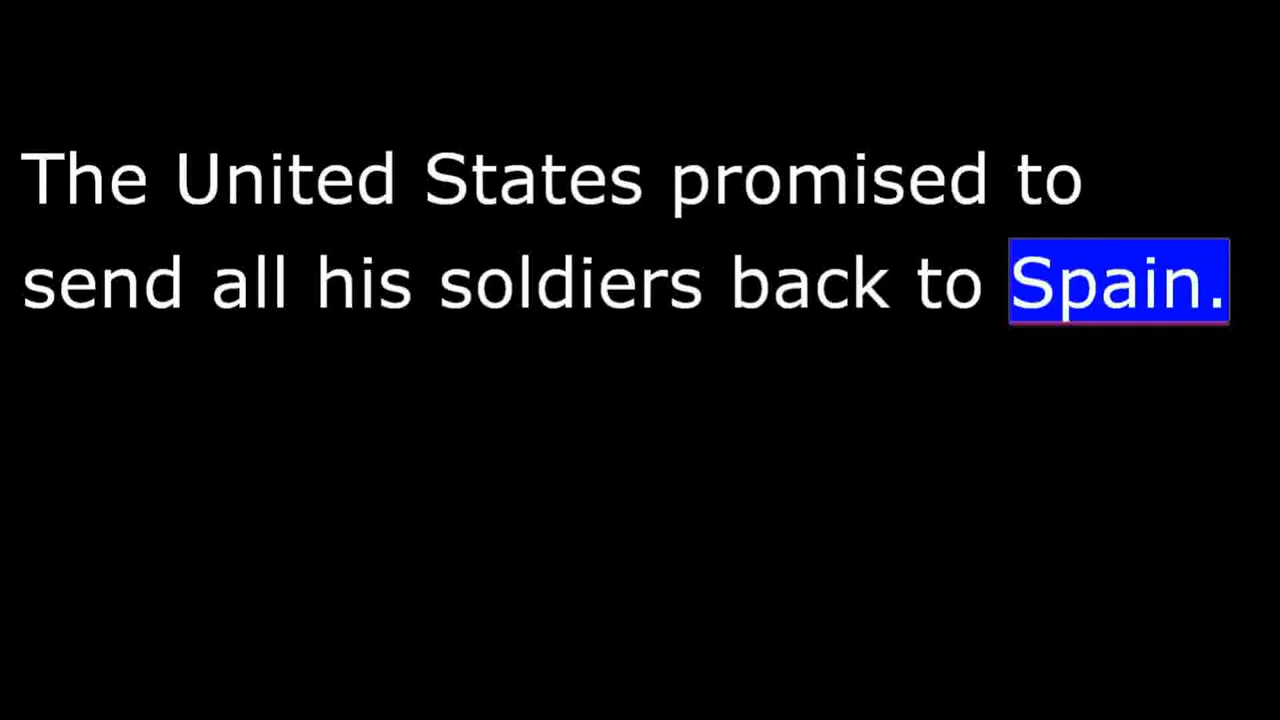 The United States promised to
send all his soldiers back to Spain.